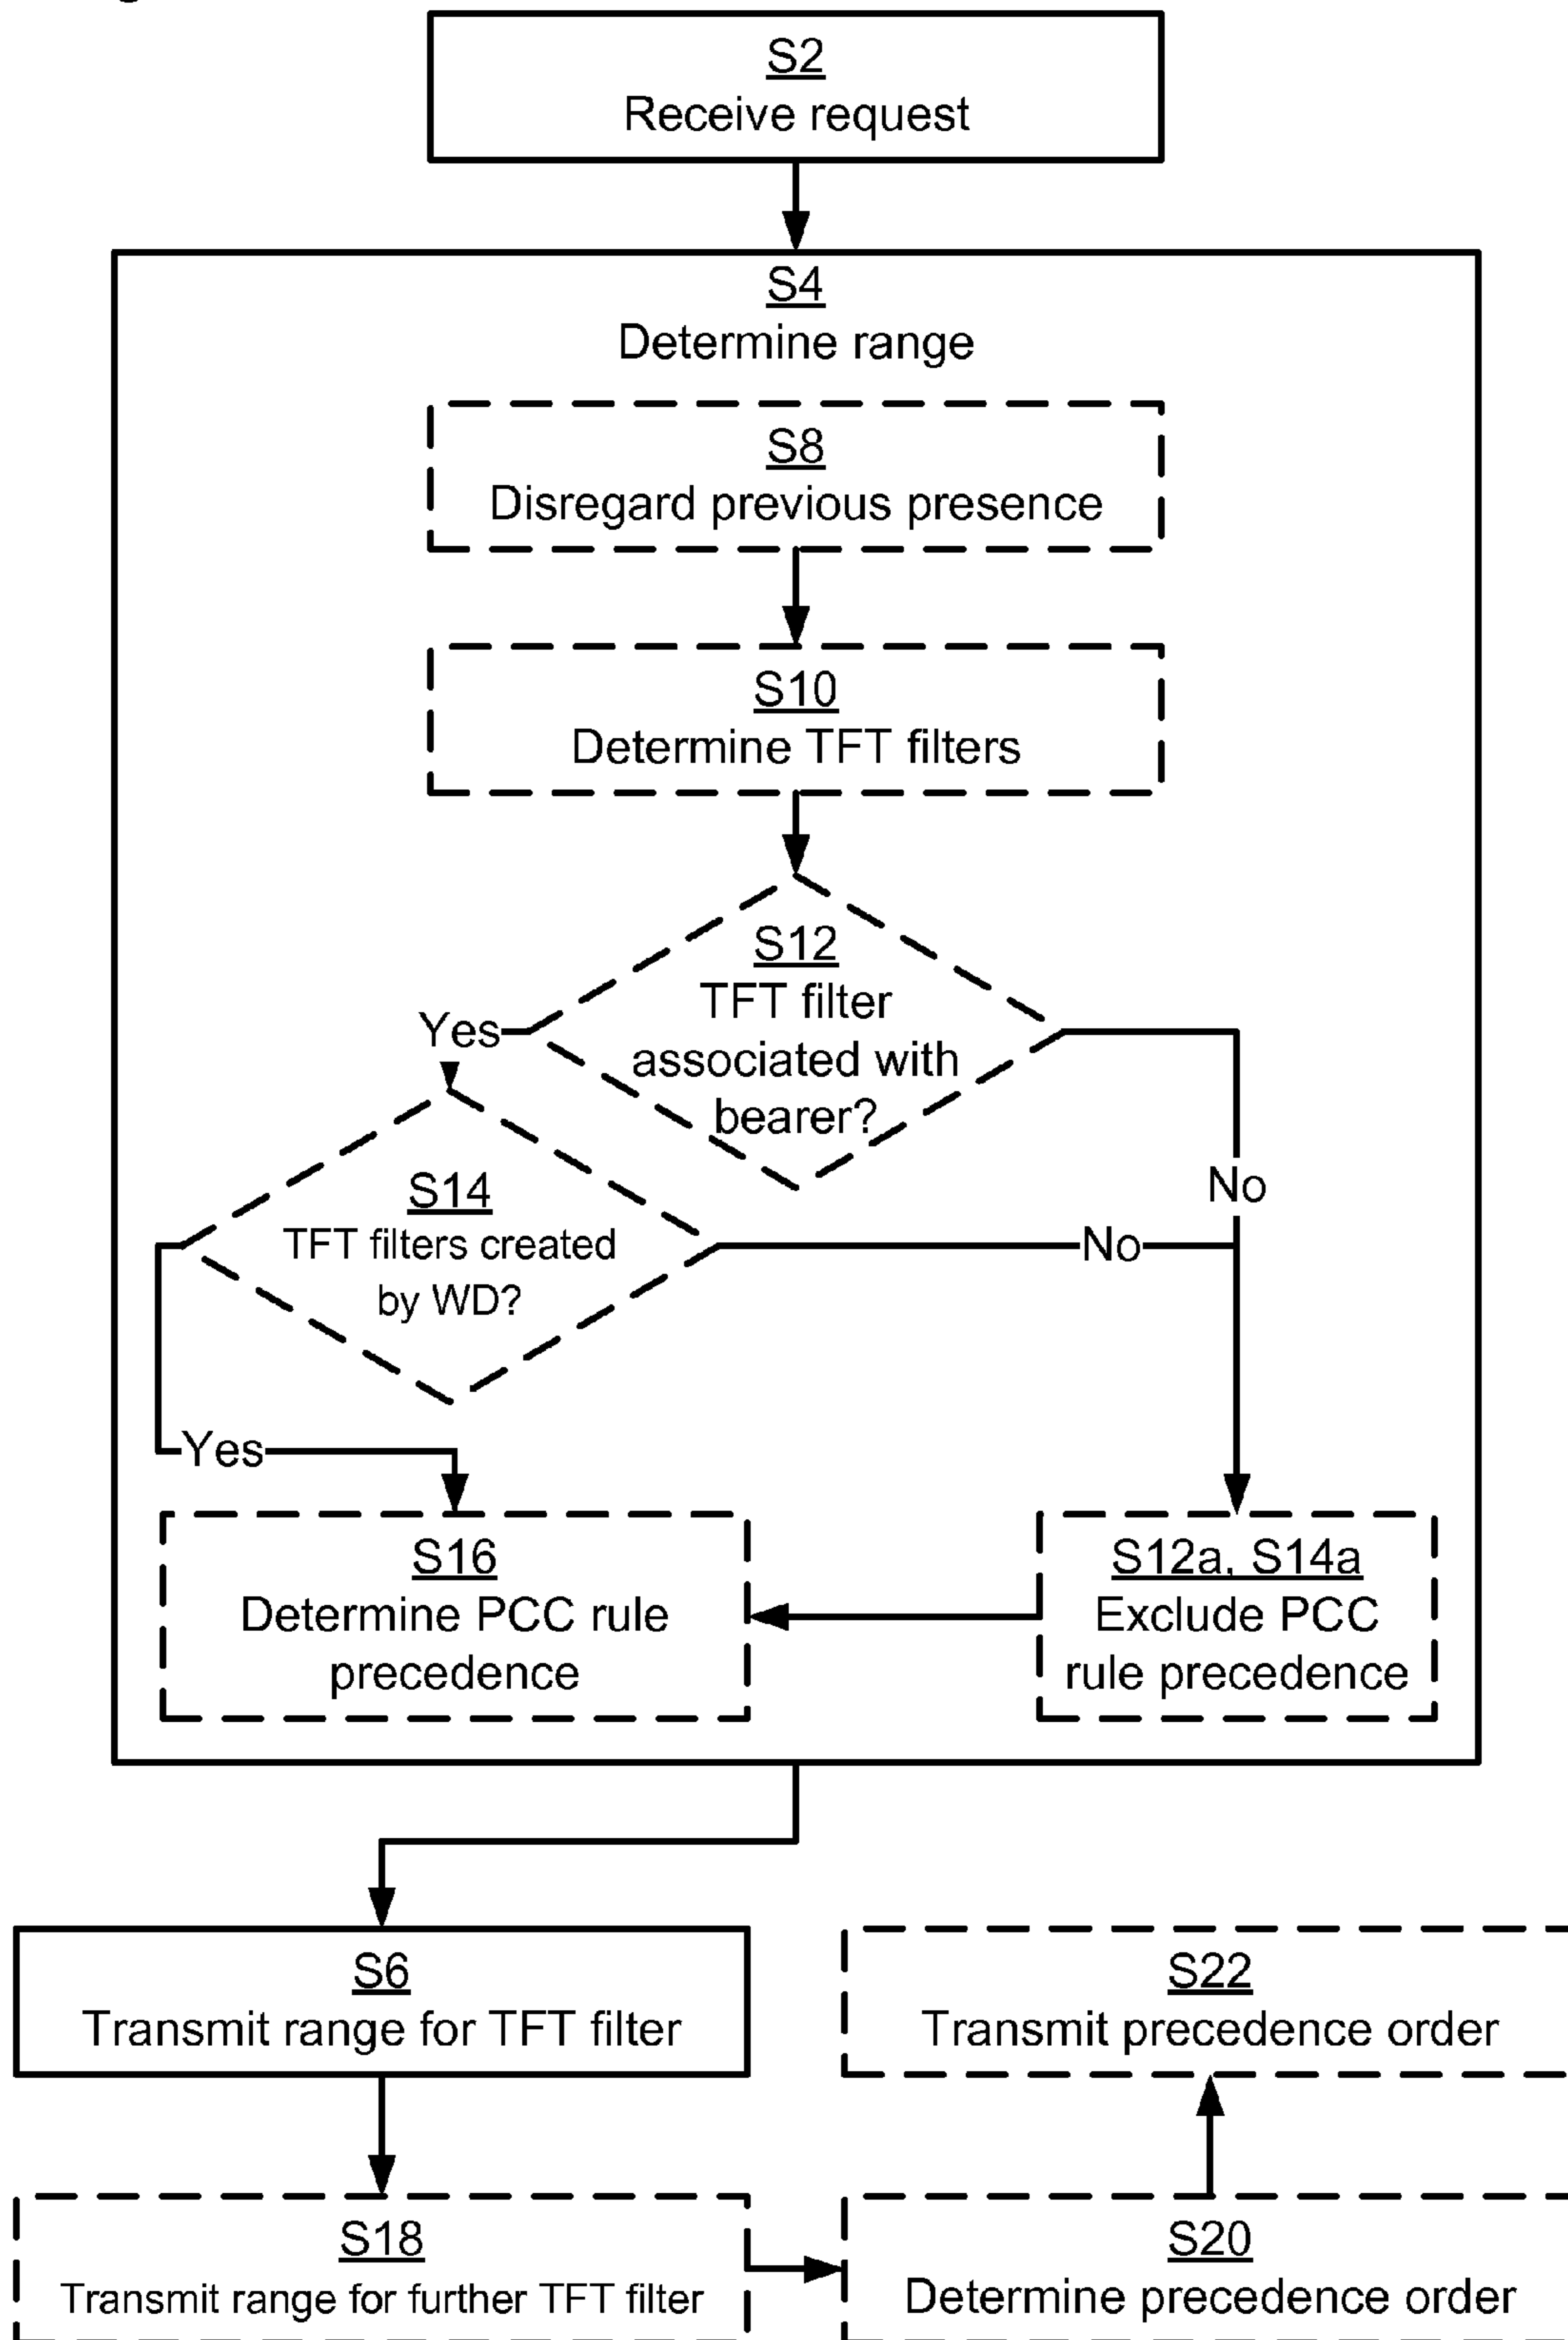 S2
Receive request
S4
Determine range
S8
Disregard previous presence
S10
Determine TFT filters
S12
TFT filter
associated with
bearer?
Yes
No
S14
TFT filters created
by WD?
No
Yes
S16
Determine PCC rule
precedence
S12a, S14a
Exclude PCC
rule precedence
S6
Transmit range for TFT filter
S22
Transmit precedence order
S18
Transmit range for further TFT filter
S20
Determine precedence order